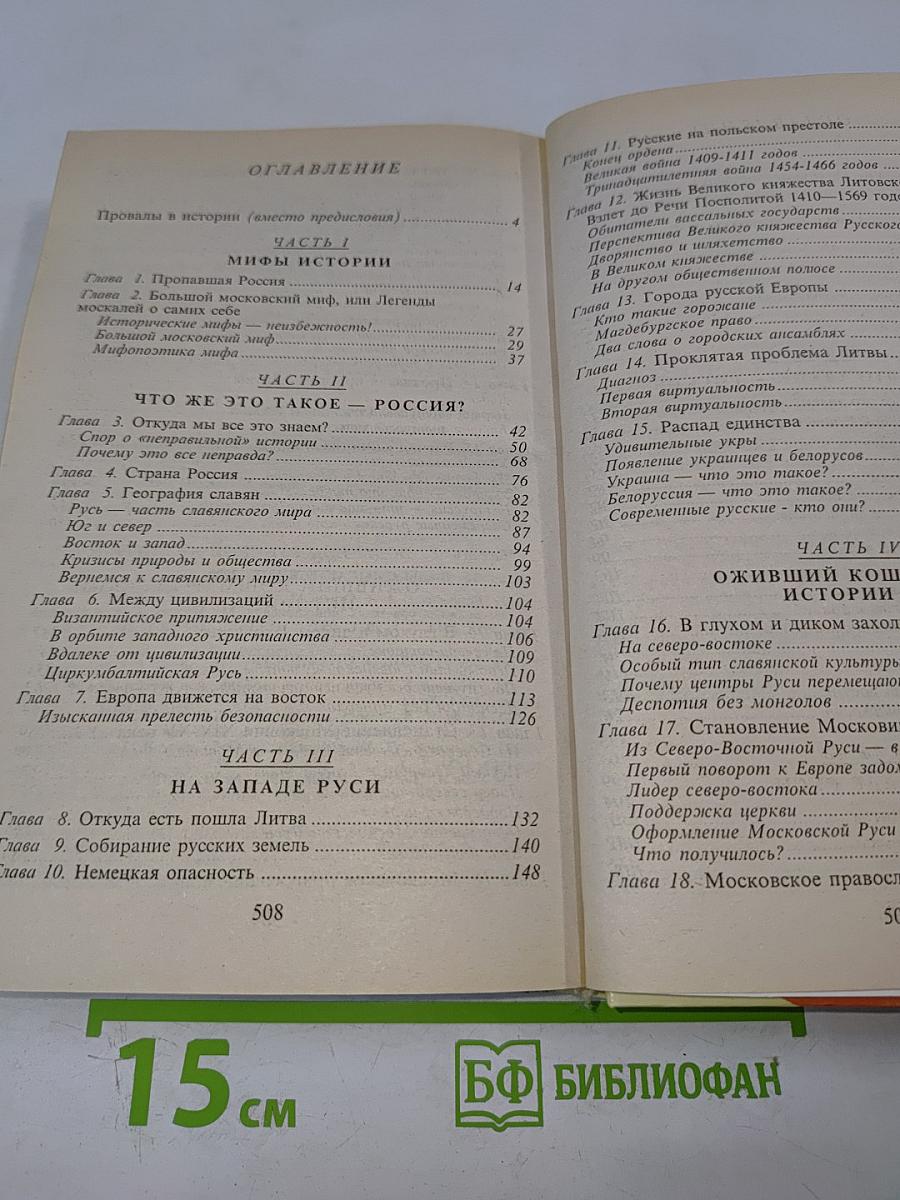 ОГЛАВЛЕНИЕ
Провалы в истории (вместо предисловия) 4
ЧАСТЬ I
МИФЫ ИСТОРИИ
Глава 1. Пропавшая Россия 14
Глава 2. Большой московский миф, или Легенды
москалей о самих себе
Исторические мифы — неизбежность! 27
Большой московский миф 29
Мифопоэтика мифа 37
ЧАСТЬ II
ЧТО ЖЕ ЭТО ТАКОЕ — РОССИЯ?
Глава 3. Откуда мы все это знаем? 42
Спор о «неправильной» истории 50
Почему это все неправда? 68
Глава 4. Страна Россия 76
Глава 5. География славян 82
Русь — часть славянского мира 82
Юг и север 87
Восток и запад 94
Кризисы природы и общества 99
Вернемся к славянскому миру 103
Глава 6. Между цивилизаций 104
Византийское притяжение 104
В орбите западного христианства 106
Вдалеке от цивилизации 109
Циркумбалтийская Русь 110
Глава 7. Европа движется на восток 113
Изысканная прелесть безопасности 126
ЧАСТЬ III
НА ЗАПАДЕ РУСИ
Глава 8. Откуда есть пошла Литва 132
Глава 9. Собирание русских земель 140
Глава 10. Немецкая опасность 148
508
Глава 11. Русские на польском престоле
Конец ордена
Великая война 1409-1411 годов
Тринадцатилетняя война 1454-1466 годов
Глава 12. Жизнь Великого княжества Литовско
Взлет до Речи Посполитой 1410—1569 годо
Обитатели вассальных государств
Перспектива Великого княжества Русского
Дворянство и шляхетство
В Великом княжестве
На другом общественном полюсе
Глава 13. Города русской Европы
Кто такие горожане
Магдебургское право
Два слова о городских ансамблях
Глава 14. Проклятая проблема Литвы
Диагноз
Первая виртуальность
Вторая виртуальность
Глава 15. Распад единства
Удивительные укры
Появление украинцев и белорусов
Украина — что это такое?
Белоруссия — что это такое?
Современные русские - кто они?
ЧАСТЬ IV
ОЖИВШИЙ КОШ
ИСТОРИИ
Глава 16. В глухом и диком захол
На северо-востоке
Особый тип славянской культуры
Почему центры Руси перемещаю
Деспотия без монголов
Глава 17. Становление Московии
Из Северо-Восточной Руси — в
Первый поворот к Европе задом
Лидер северо-востока
Поддержка церкви
Оформление Московской Руси
Что получилось?
Глава 18. Московское правосл
50
15 см
БФ БИБЛИОФАН